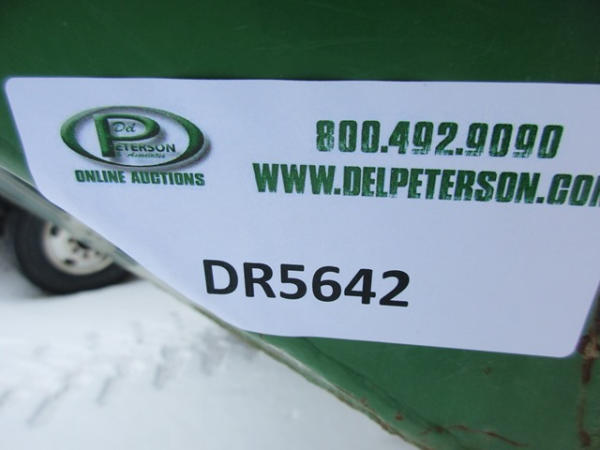 Del
PETERSON
& Associates
ONLINE AUCTIONS
800.492.9090
WWW.DELPETERSON.COM
DR5642